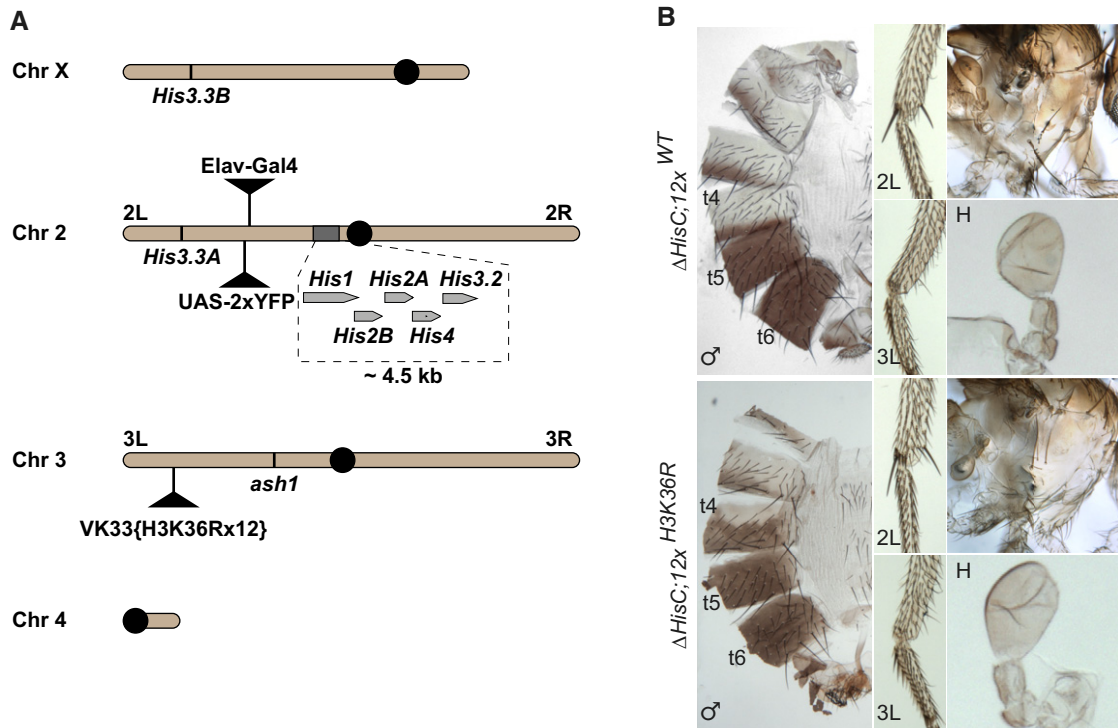 A
Chr X
His3.3B
Elav-Gal4
Chr 2
2L
2R
His3.3A
UAS-2xYFP
His1
His2A
His3.2
His2B
His4
~ 4.5 kb
Chr 3
3L
3R
ash1
VK33{H3K36Rx12}
Chr 4
B
ΔHisC;12x WT
t4
t5
t6
♂
2L
3L
H
ΔHisC;12x H3K36R
t4
t5
t6
♂
2L
3L
H